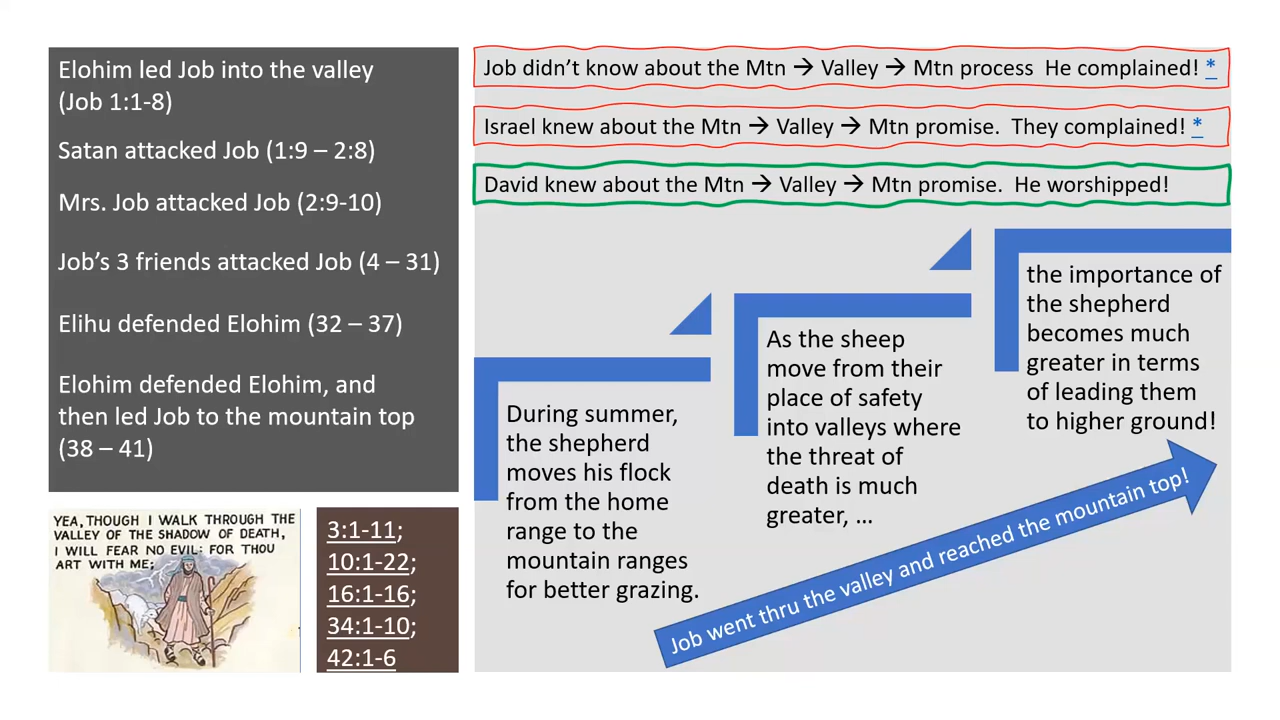 Elohim led Job into the valley
(Job 1:1-8)
Satan attacked Job (1:9 – 2:8)
Mrs. Job attacked Job (2:9-10)
Job’s 3 friends attacked Job (4 – 31)
Elihu defended Elohim (32 – 37)
Elohim defended Elohim, and
then led Job to the mountain top
(38 – 41)
YEA, THOUGH I WALK THROUGH THE
VALLEY OF THE SHADOW OF DEATH,
I WILL FEAR NO EVIL: FOR THOU
ART WITH ME;
3:1-11;
10:1-22;
16:1-16;
34:1-10;
42:1-6
Job didn’t know about the Mtn → Valley → Mtn process  He complained! *
Israel knew about the Mtn → Valley → Mtn promise.  They complained! *
David knew about the Mtn → Valley → Mtn promise.  He worshipped!
During summer,
the shepherd
moves his flock
from the home
range to the
mountain ranges
for better grazing.
As the sheep
move from their
place of safety
into valleys where
the threat of
death is much
greater, …
the importance of
the shepherd
becomes much
greater in terms
of leading them
to higher ground!
Job went thru the valley and reached the mountain top!